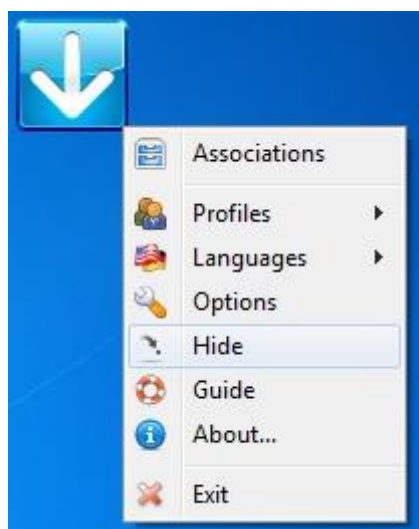 Associations
Profiles
Languages
Options
Hide
Guide
About...
Exit